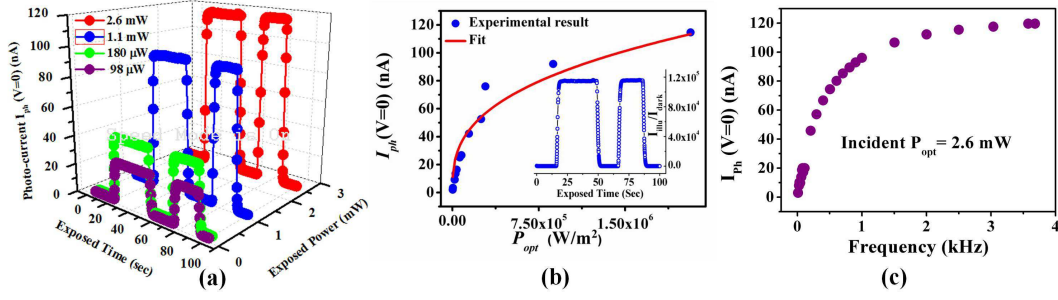 2.6 mW
1.1 mW
180 μW
98 μW
Photo-current I_ph (V=0) (nA)
120
100
80
60
40
20
0
0
20
40
60
80
100
Exposed Time (sec)
0
1
2
3
Exposed Power (mW)
(a)
Experimental result
Fit
I_ph (V=0) (nA)
120
100
80
60
40
20
0
0.00
7.50x10^5
1.50x10^6
P_opt (W/m^2)
I_illu/I_dark
1.2x10^5
8.0x10^4
4.0x10^4
0.0
0
25
50
75
100
Exposed Time (Sec)
(b)
I_Ph (V=0) (nA)
120
100
80
60
40
20
0
Incident P_opt = 2.6 mW
0
1
2
3
4
Frequency (kHz)
(c)